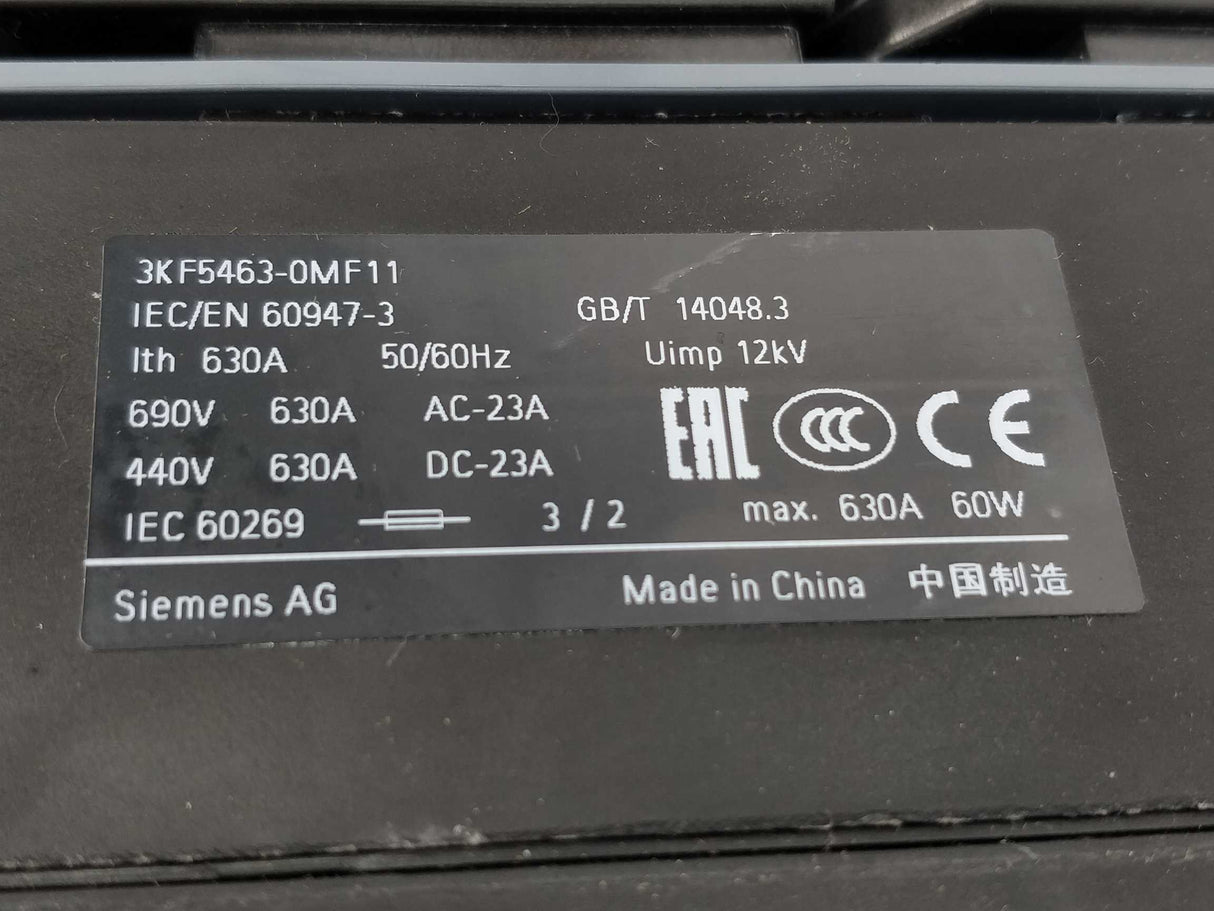 3KF5463-0MF11
IEC/EN 60947-3 GB/T 14048.3
Ith 630A 50/60Hz Uimp 12kV
690V 630A AC-23A
440V 630A DC-23A
EAC CCC CE
IEC 60269 3 / 2 max. 630A 60W
Siemens AG Made in China 中国制造